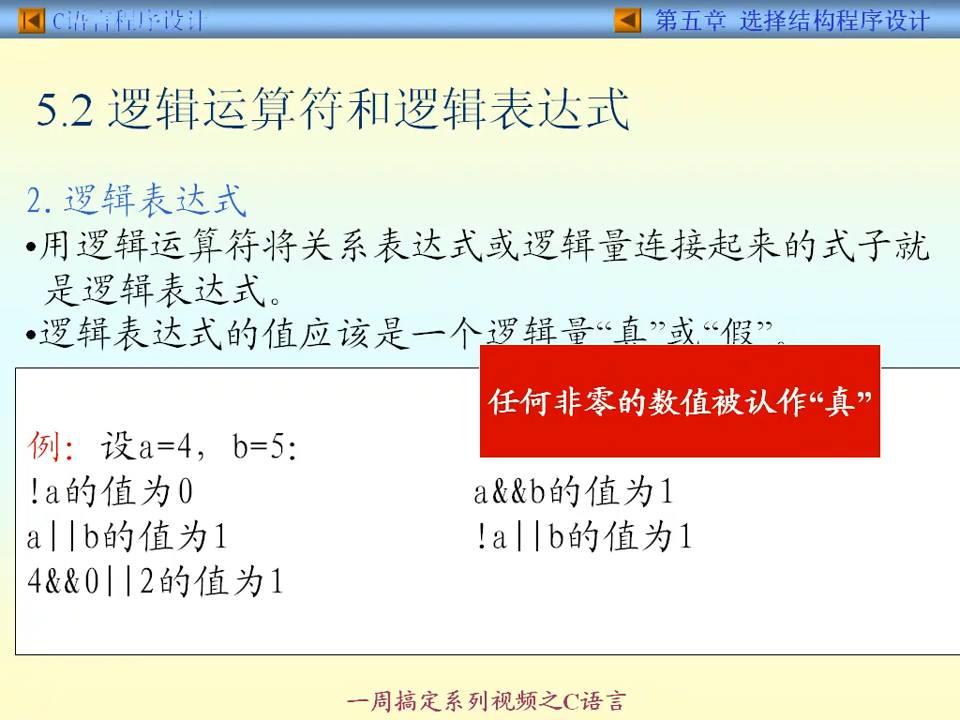 C语言程序设计
第五章 选择结构程序设计
5.2 逻辑运算符和逻辑表达式
2. 逻辑表达式
•用逻辑运算符将关系表达式或逻辑量连接起来的式子就
是逻辑表达式。
•逻辑表达式的值应该是一个逻辑量“真”或“假”。
任何非零的数值被认作“真”
例: 设a=4, b=5:
!a的值为0
a&&b的值为1
a||b的值为1
!a||b的值为1
4&&0||2的值为1
一周搞定系列视频之C语言